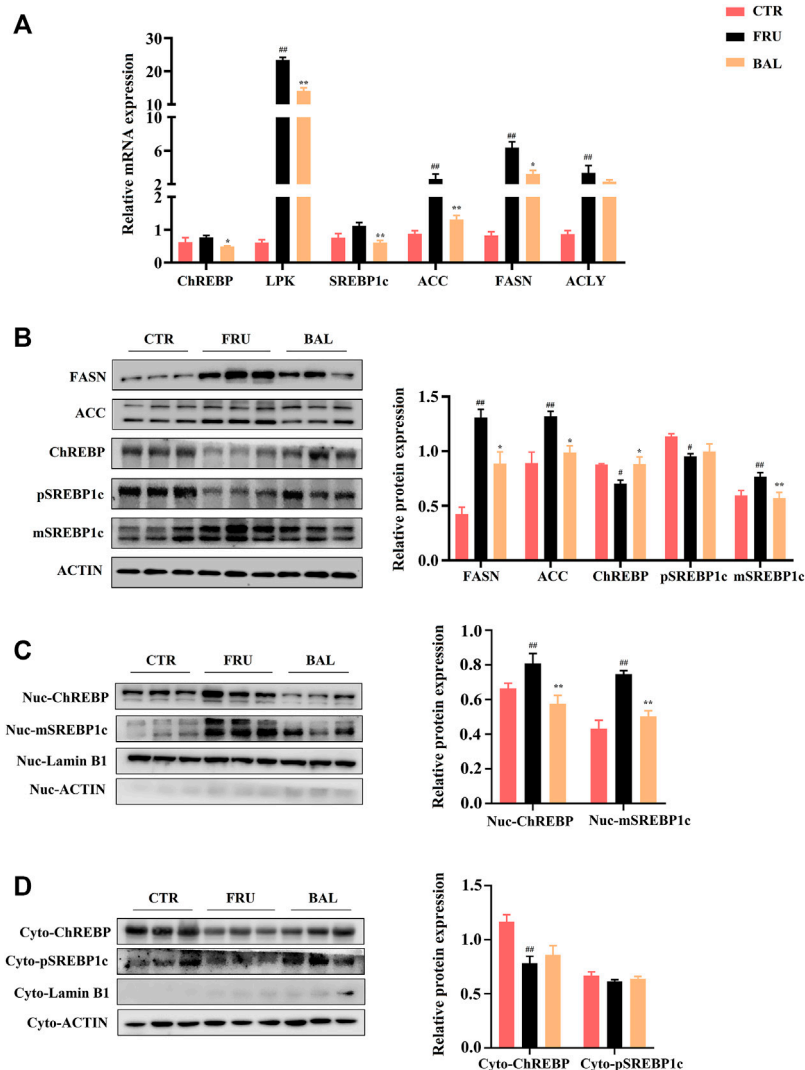 A
CTR
FRU
BAL
Relative mRNA expression
30
20
10
6
2
2
1
0
##
**
*
**
##
**
##
*
##
ChREBP LPK SREBP1c ACC FASN ACLY
B
CTR FRU BAL
FASN
ACC
ChREBP
pSREBP1c
mSREBP1c
ACTIN
Relative protein expression
1.5
1.0
0.5
0.0
##
*
##
*
#
*
#
##
**
FASN ACC ChREBP pSREBP1c mSREBP1c
C
CTR FRU BAL
Nuc-ChREBP
Nuc-mSREBP1c
Nuc-Lamin B1
Nuc-ACTIN
Relative protein expression
1.0
0.8
0.6
0.4
0.2
0.0
##
**
##
**
Nuc-ChREBP Nuc-mSREBP1c
D
CTR FRU BAL
Cyto-ChREBP
Cyto-pSREBP1c
Cyto-Lamin B1
Cyto-ACTIN
Relative protein expression
1.5
1.0
0.5
0.0
##
Cyto-ChREBP Cyto-pSREBP1c